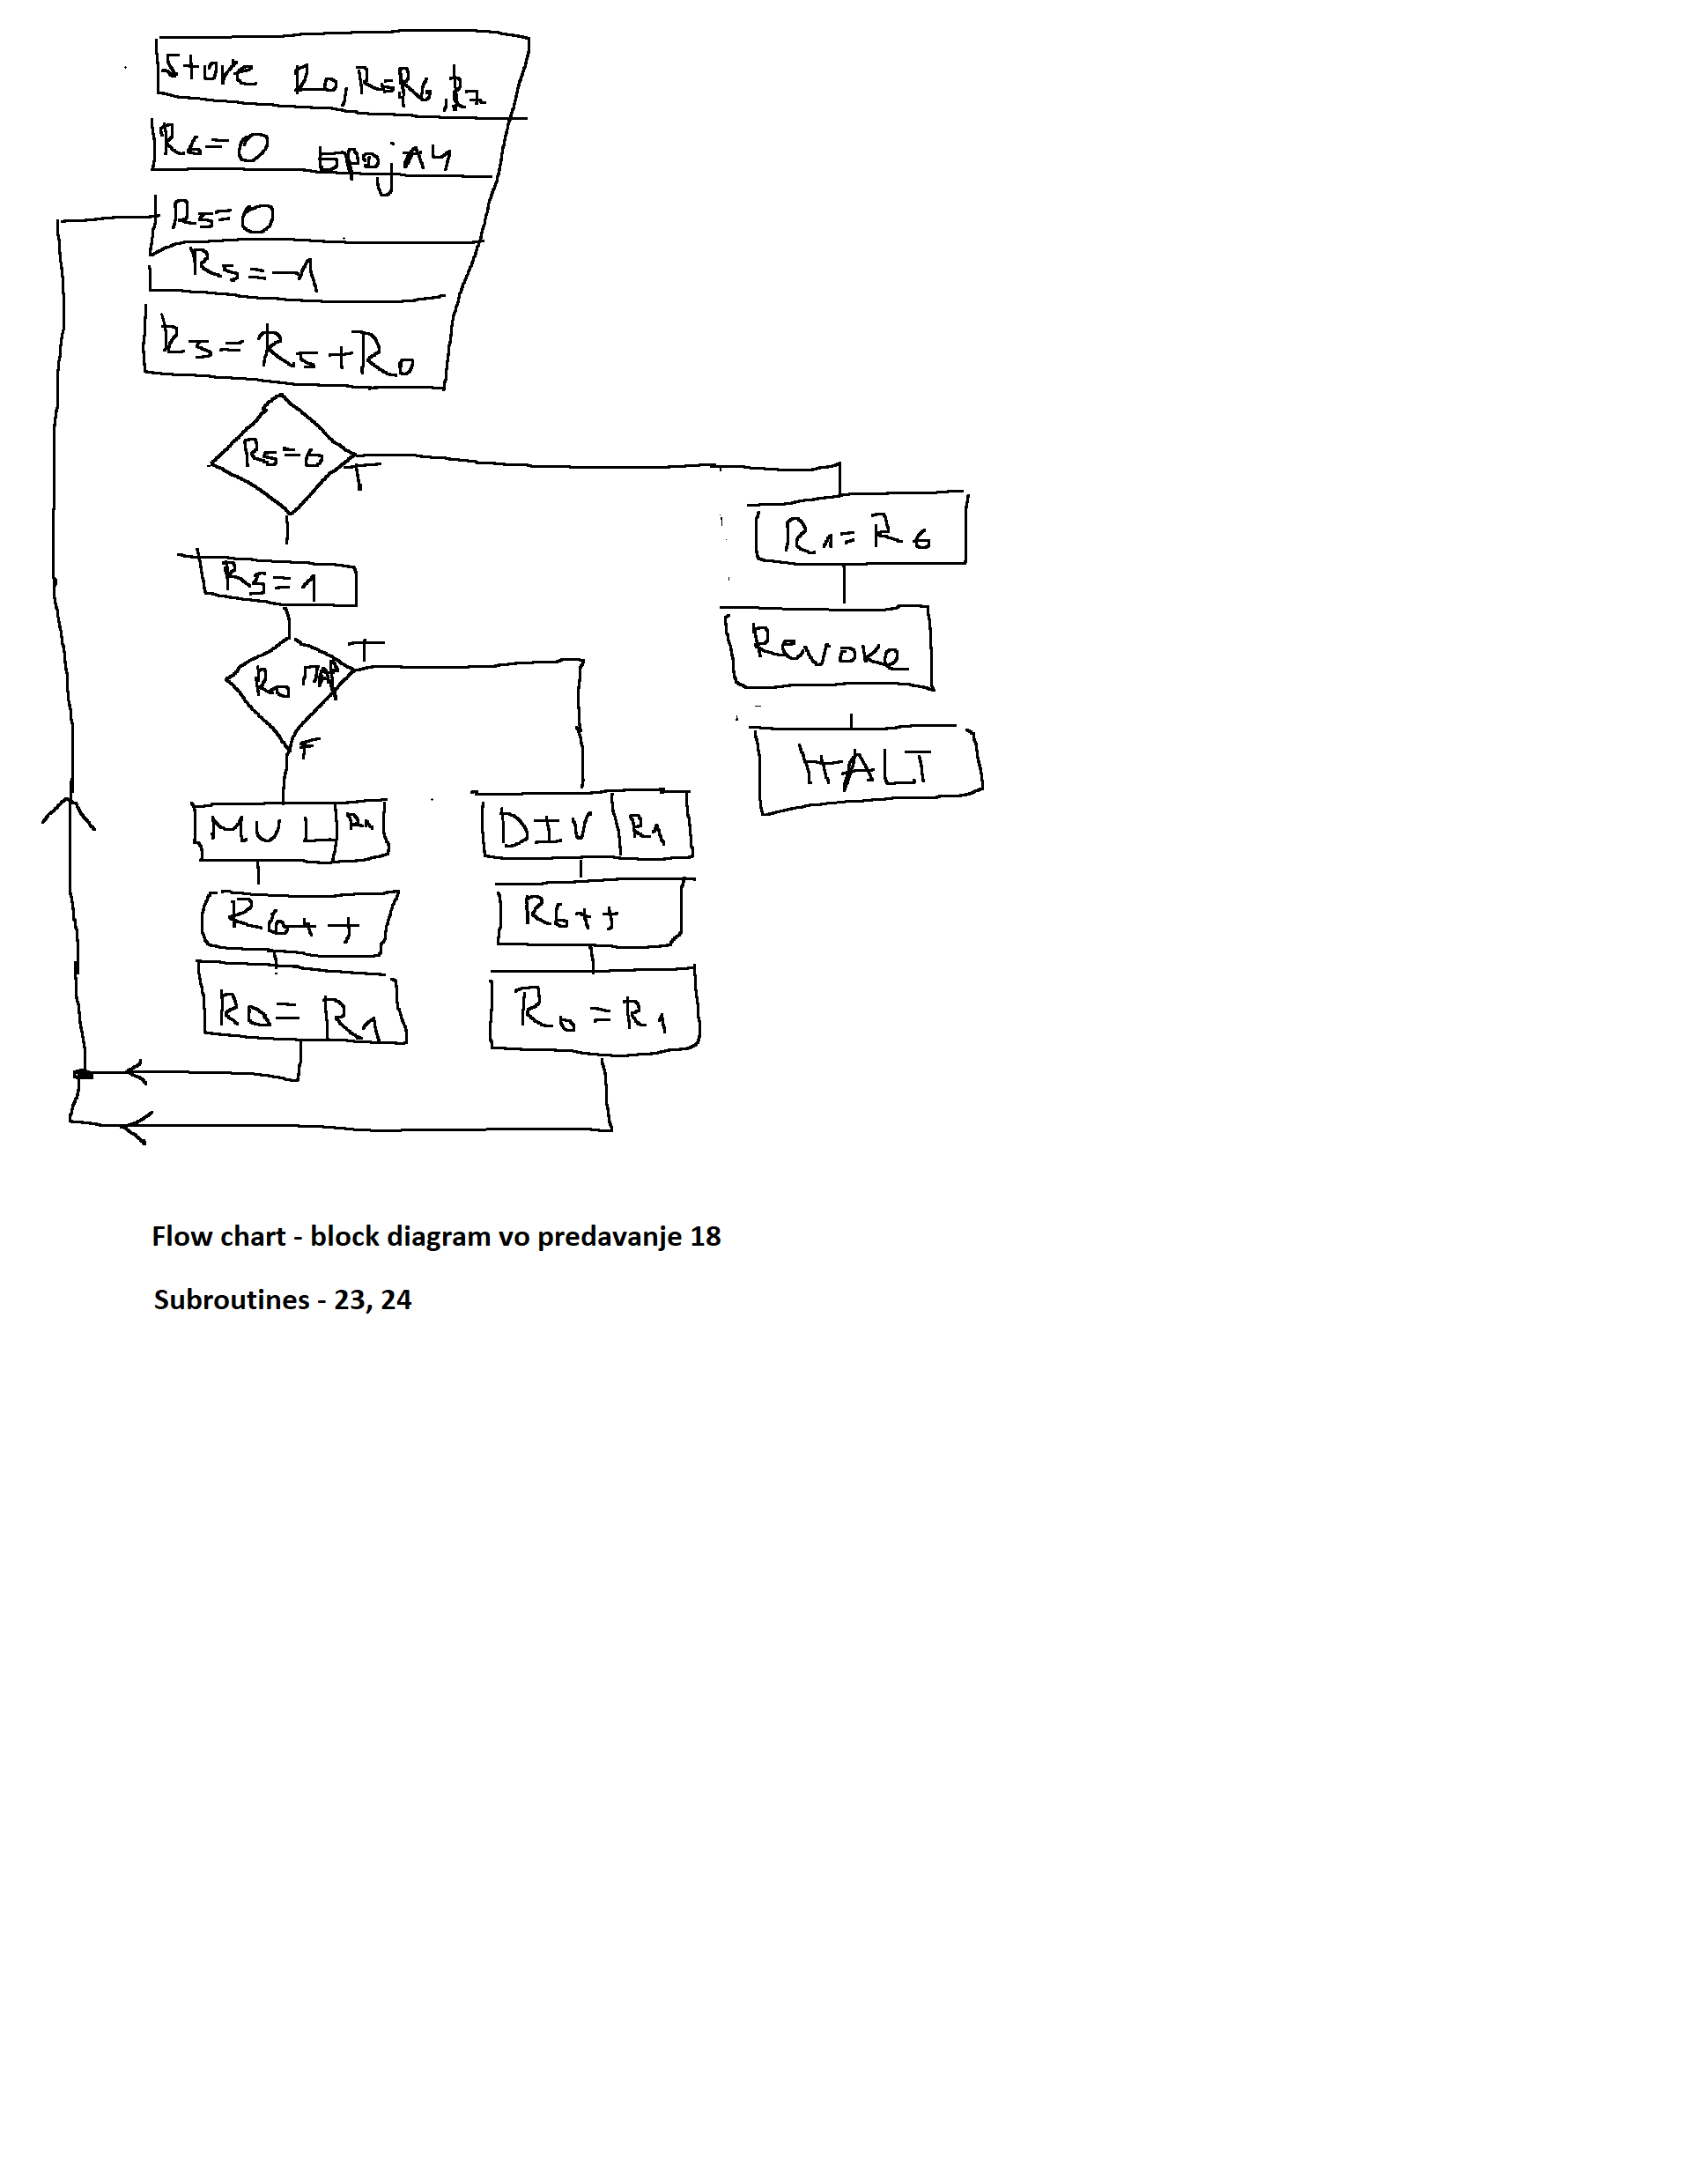 Store R0, R5, R6, R7
R6=0 БРОјАЧ
R5=0
R5=-1
R5=R5+R0
R5=0
T
R1=R6
R5=1
Revoke
T
R0 ПАР
F
HALT
MUL R1
DIV R1
R6++
R6++
R0=R1
R0=R1
Flow chart - block diagram vo predavanje 18
Subroutines - 23, 24